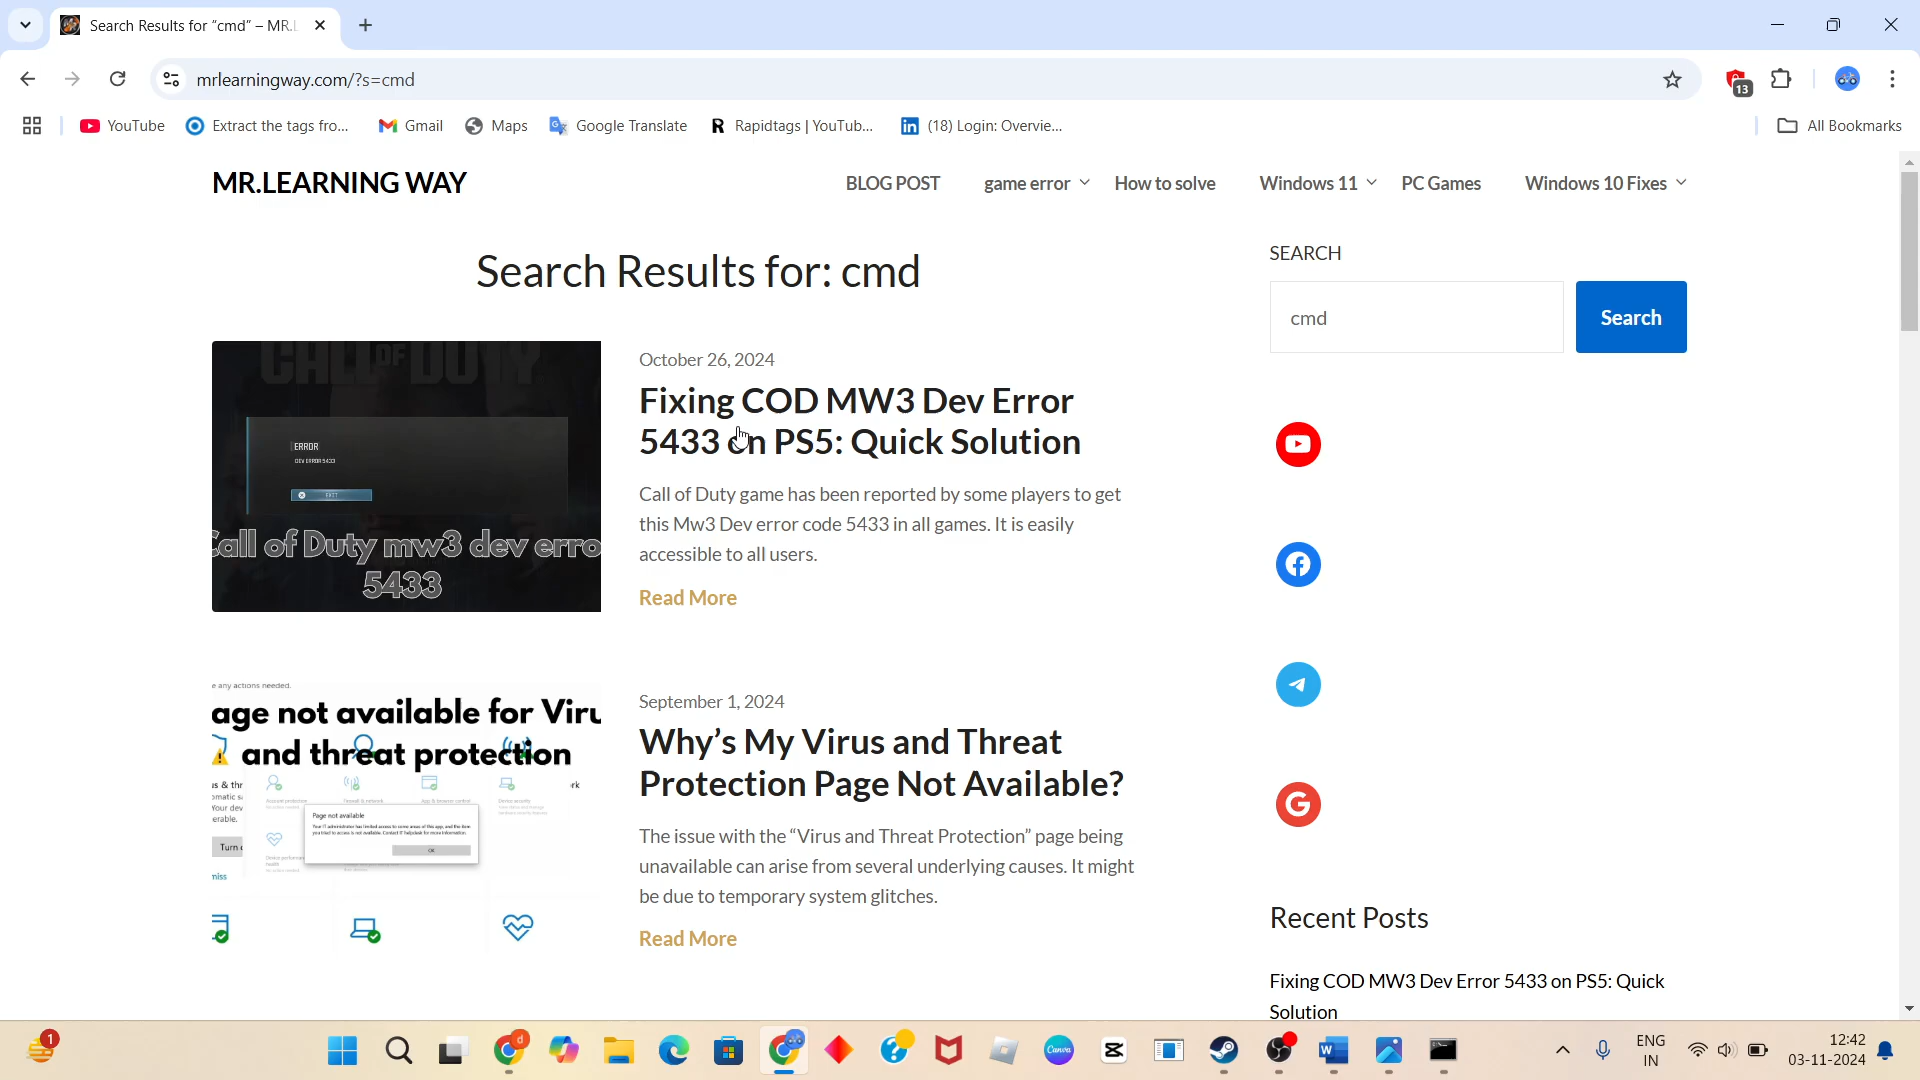 Search Results for “cmd” – MR.L
mrlearningway.com/?s=cmd
13
YouTube
Extract the tags fro...
Gmail
Maps
Google Translate
Rapidtags | YouTub...
(18) Login: Overvie...
All Bookmarks
MR.LEARNING WAY
BLOG POST
game error
How to solve
Windows 11
PC Games
Windows 10 Fixes
Search Results for: cmd
SEARCH
cmd
Search
CALL OF DUTY
ERROR
DEV ERROR 5433
EXIT
Call of Duty mw3 dev erro
5433
October 26, 2024
Fixing COD MW3 Dev Error
5433 on PS5: Quick Solution
Call of Duty game has been reported by some players to get
this Mw3 Dev error code 5433 in all games. It is easily
accessible to all users.
Read More
e any actions needed.
age not available for Viru
and threat protection
Page not available
Your IT administrator has limited access to some areas of this app, and the item
you tried to access is not available. Contact IT helpdesk for more information.
OK
Turn
miss
September 1, 2024
Why’s My Virus and Threat
Protection Page Not Available?
The issue with the “Virus and Threat Protection” page being
unavailable can arise from several underlying causes. It might
be due to temporary system glitches.
Read More
Recent Posts
Fixing COD MW3 Dev Error 5433 on PS5: Quick
Solution
1
Canva
ENG
IN
12:42
03-11-2024